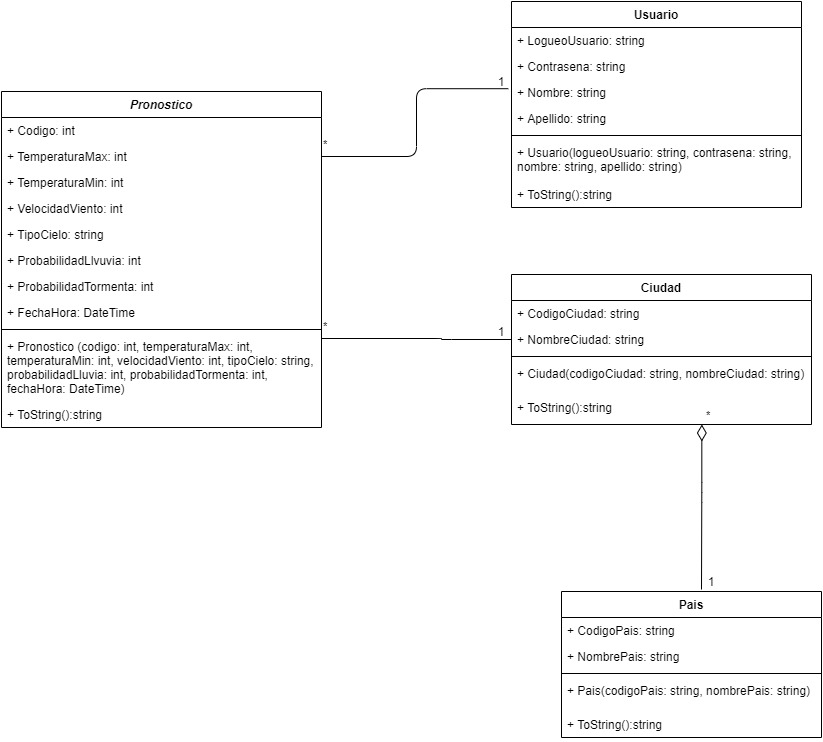 Pronostico
+ Codigo: int
+ TemperaturaMax: int
+ TemperaturaMin: int
+ VelocidadViento: int
+ TipoCielo: string
+ ProbabilidadLlvuvia: int
+ ProbabilidadTormenta: int
+ FechaHora: DateTime
+ Pronostico (codigo: int, temperaturaMax: int,
temperaturaMin: int, velocidadViento: int, tipoCielo: string,
probabilidadLluvia: int, probabilidadTormenta: int,
fechaHora: DateTime)
+ ToString():string
*
1
*
1
Usuario
+ LogueoUsuario: string
+ Contrasena: string
+ Nombre: string
+ Apellido: string
+ Usuario(logueoUsuario: string, contrasena: string,
nombre: string, apellido: string)
+ ToString():string
Ciudad
+ CodigoCiudad: string
+ NombreCiudad: string
+ Ciudad(codigoCiudad: string, nombreCiudad: string)
+ ToString():string
*
1
Pais
+ CodigoPais: string
+ NombrePais: string
+ Pais(codigoPais: string, nombrePais: string)
+ ToString():string